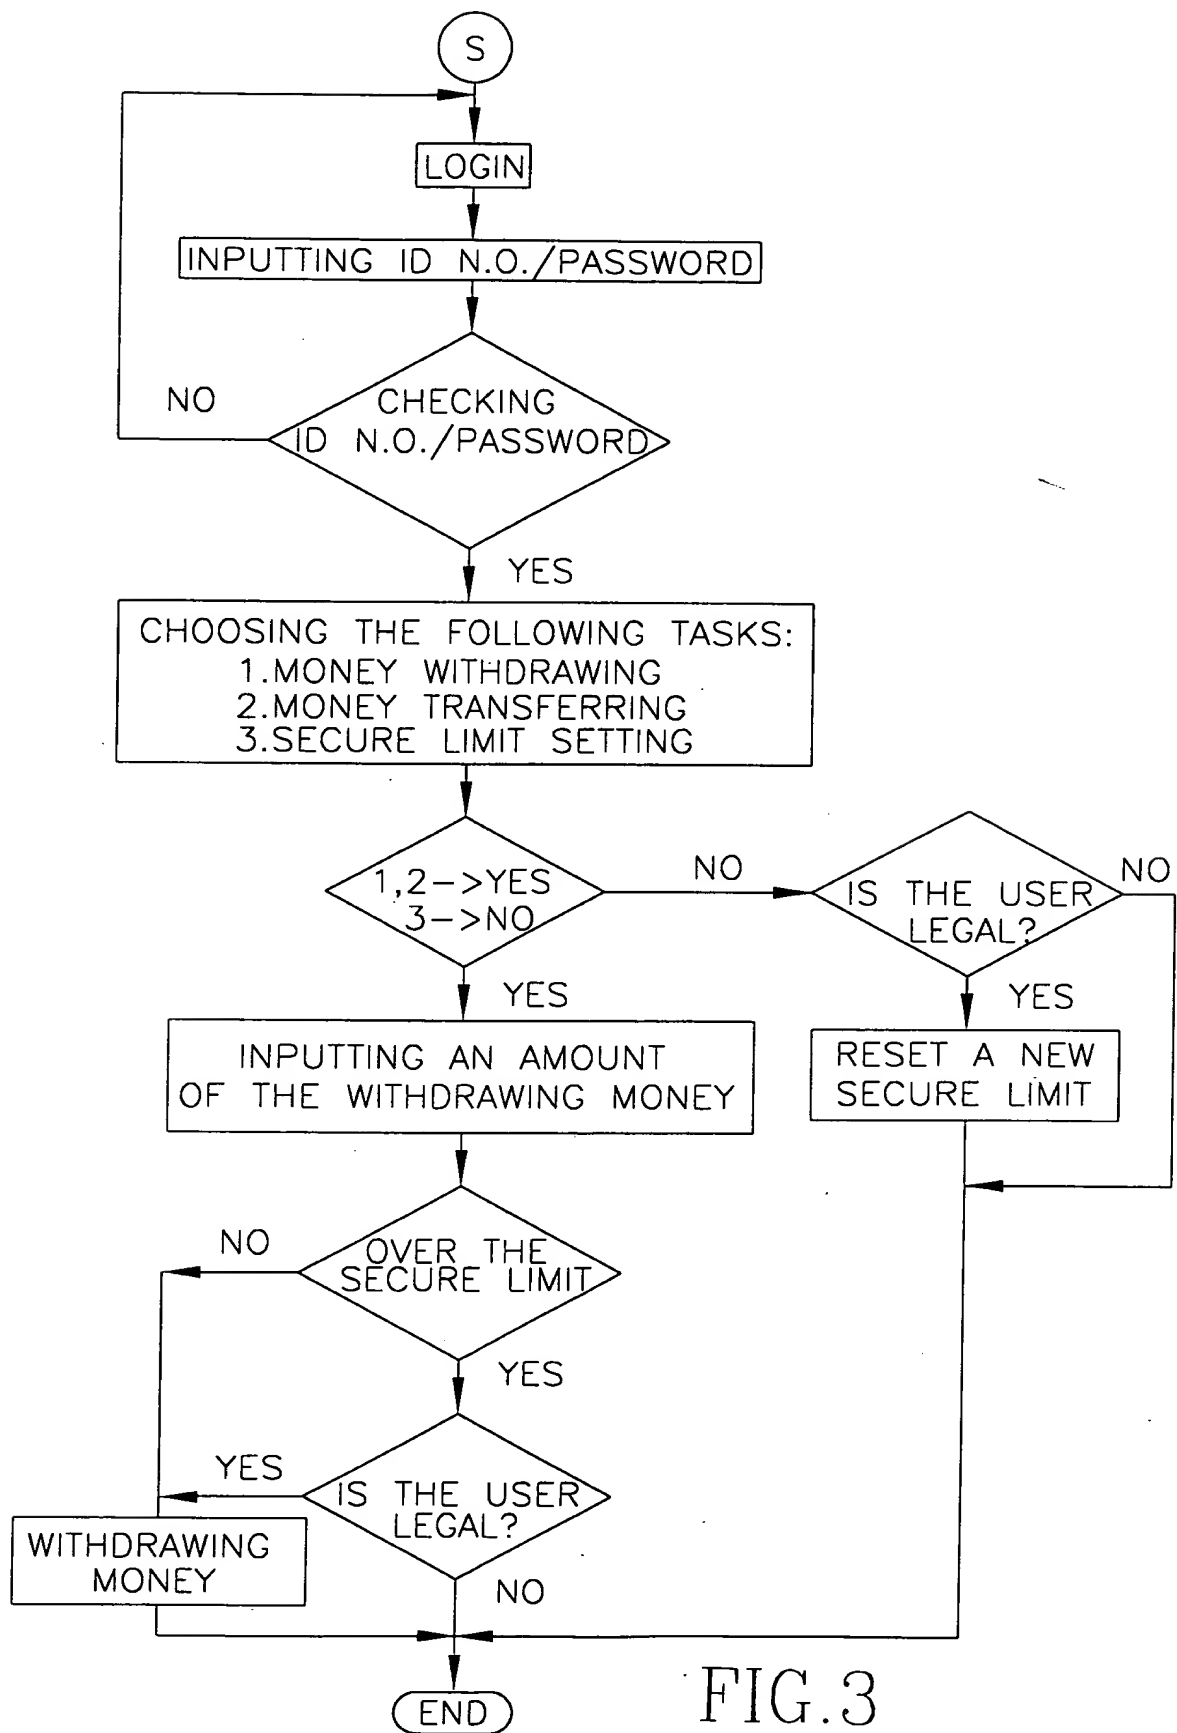 S
LOGIN
INPUTTING ID N.O./PASSWORD
NO
CHECKING
ID N.O./PASSWORD
YES
CHOOSING THE FOLLOWING TASKS:
1.MONEY WITHDRAWING
2.MONEY TRANSFERRING
3.SECURE LIMIT SETTING
1,2->YES
3->NO
NO
IS THE USER
LEGAL?
NO
YES
YES
INPUTTING AN AMOUNT
OF THE WITHDRAWING MONEY
RESET A NEW
SECURE LIMIT
NO
OVER THE
SECURE LIMIT
YES
YES
IS THE USER
LEGAL?
WITHDRAWING
MONEY
NO
END
FIG.3